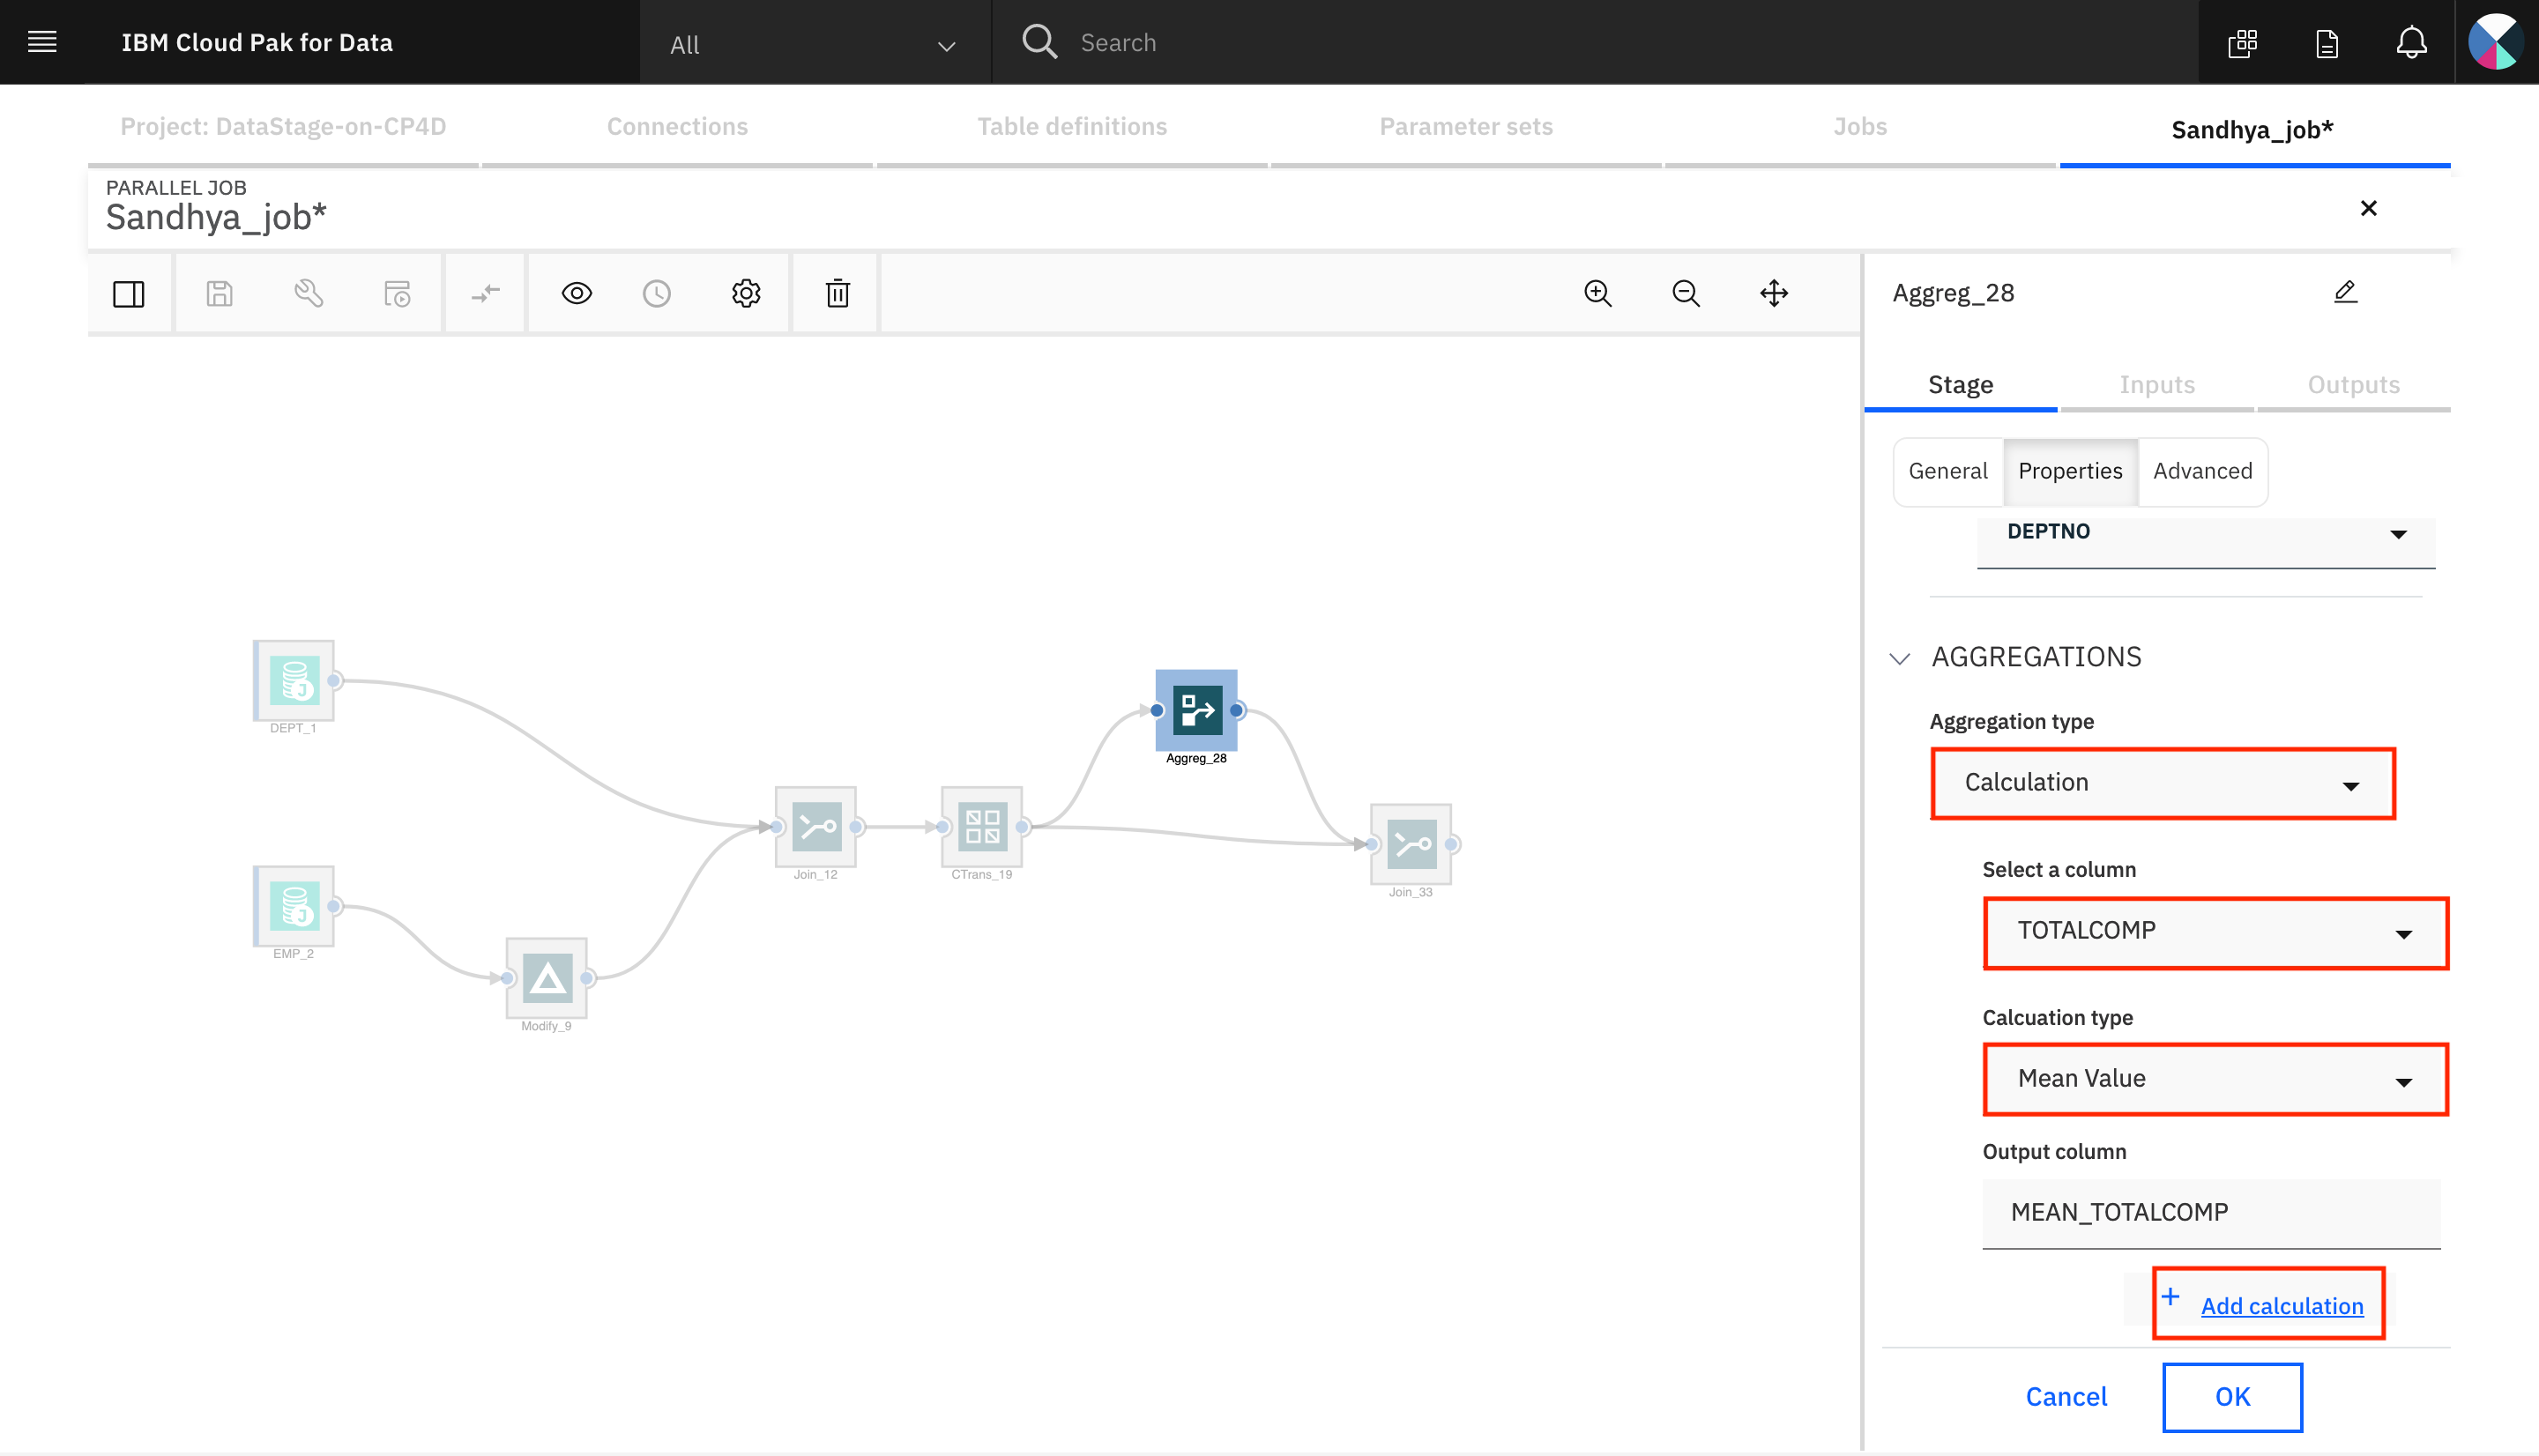 IBM Cloud Pak for Data
All
Search
Project: DataStage-on-CP4D
Connections
Table definitions
Parameter sets
Jobs
Sandhya_job*
PARALLEL JOB
Sandhya_job*
Aggreg_28
Stage
Inputs
Outputs
General
Properties
Advanced
DEPTNO
AGGREGATIONS
Aggregation type
Calculation
Select a column
TOTALCOMP
Calcuation type
Mean Value
Output column
MEAN_TOTALCOMP
+ Add calculation
Cancel
OK
DEPT_1
Aggreg_28
Join_12
CTrans_19
Join_33
EMP_2
Modify_9